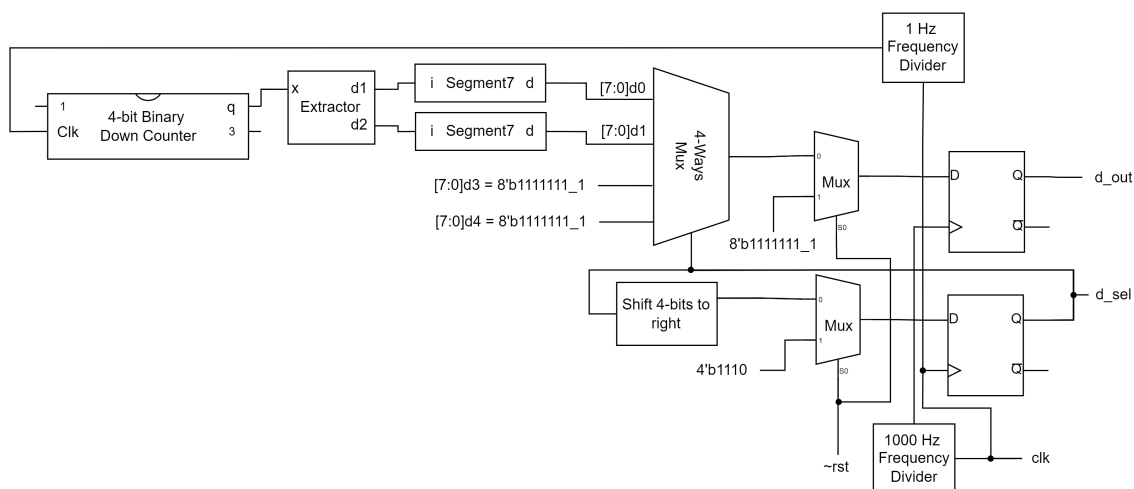 1 Hz
Frequency
Divider
1
Clk
4-bit Binary
Down Counter
q
3
x
Extractor
d1
d2
i Segment7 d
i Segment7 d
[7:0]d0
[7:0]d1
[7:0]d3 = 8'b1111111_1
[7:0]d4 = 8'b1111111_1
4-Ways
Mux
0
1
Mux
S0
8'b1111111_1
D
Q
Q
d_out
Shift 4-bits to
right
4'b1110
0
1
Mux
S0
D
Q
Q
d_sel
~rst
1000 Hz
Frequency
Divider
clk